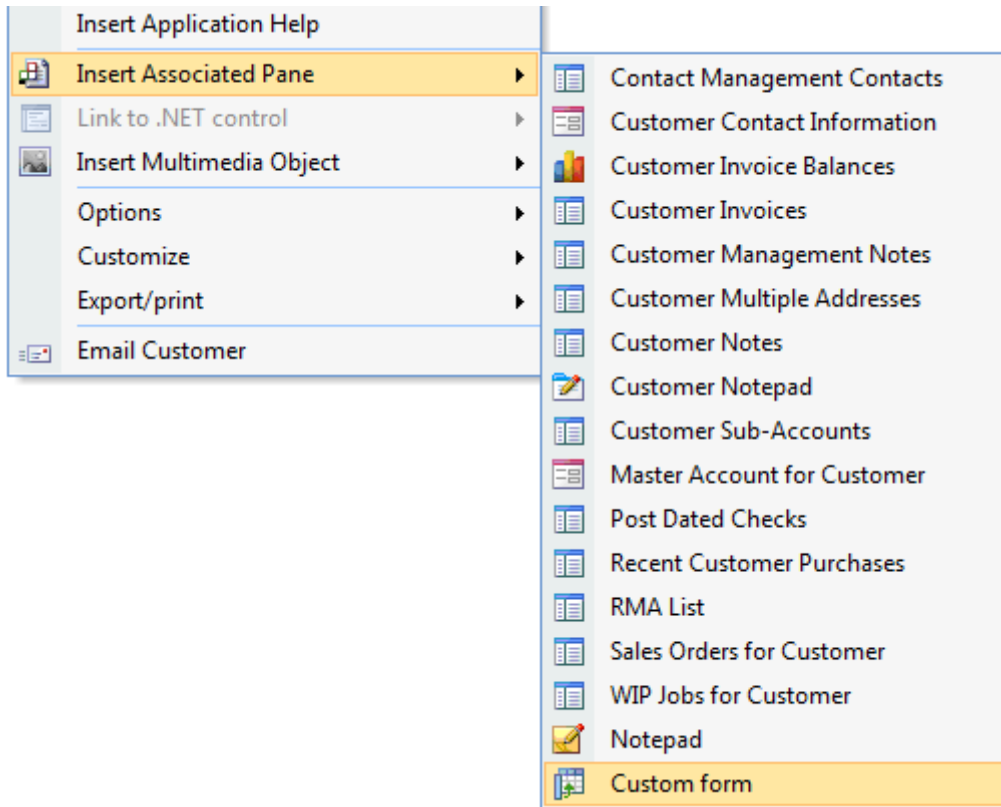 Insert Application Help
Insert Associated Pane
Link to .NET control
Insert Multimedia Object
Options
Customize
Export/print
Email Customer
Contact Management Contacts
Customer Contact Information
Customer Invoice Balances
Customer Invoices
Customer Management Notes
Customer Multiple Addresses
Customer Notes
Customer Notepad
Customer Sub-Accounts
Master Account for Customer
Post Dated Checks
Recent Customer Purchases
RMA List
Sales Orders for Customer
WIP Jobs for Customer
Notepad
Custom form